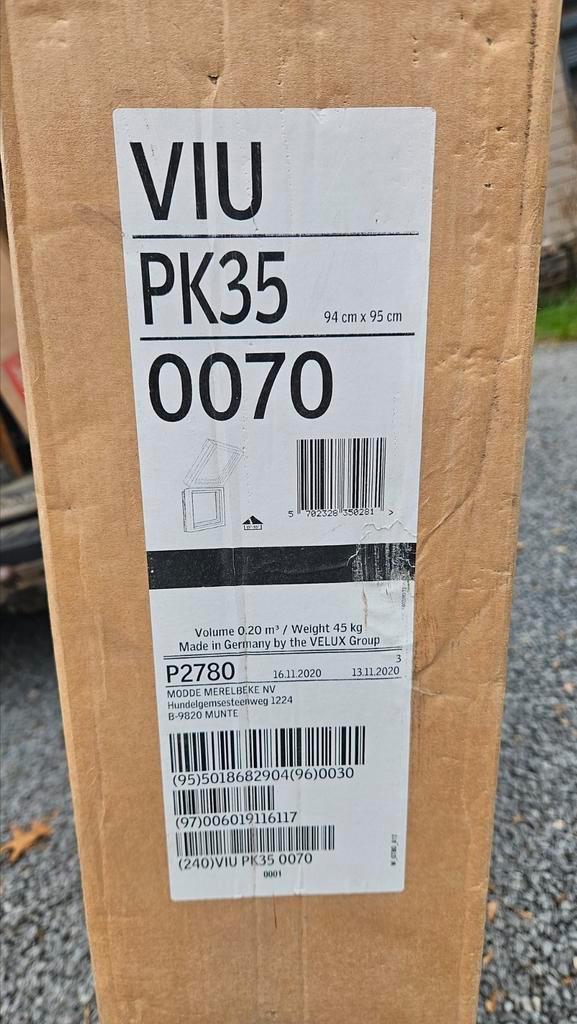 VIU
PK35 94 cm x 95 cm
0070
5 702328 350281 >
Volume 0.20 m³ / Weight 45 kg
Made in Germany by the VELUX Group
3
P2780 16.11.2020 13.11.2020
MODDE MERELBEKE NV
Hundelgemsesteenweg 1224
B-9820 MUNTE
(95)5018682904(96)0030
(97)006019116117
(240)VIU PK35 0070
0001